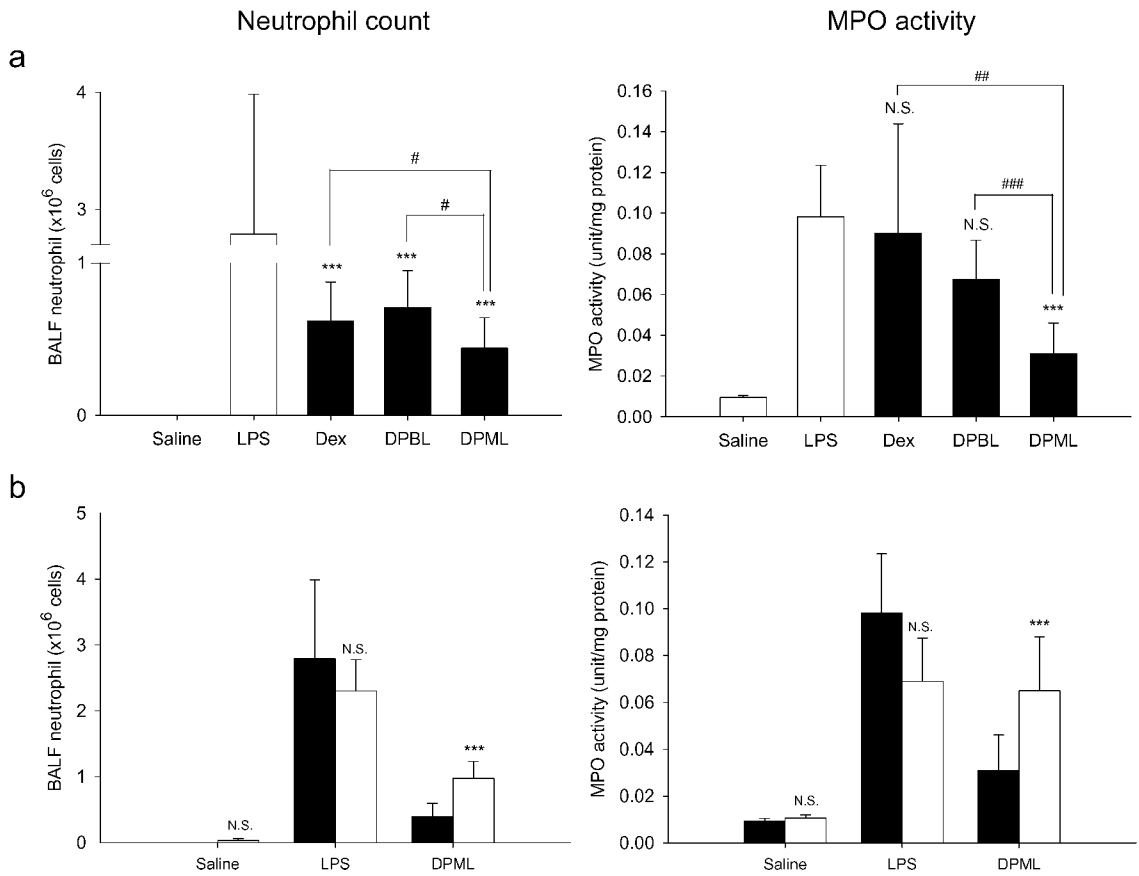 Neutrophil count
MPO activity
a
BALF neutrophil (x10⁶ cells)
4
3
1
0
#
#
***
***
***
Saline LPS Dex DPBL DPML
MPO activity (unit/mg protein)
0.16
0.14
0.12
0.10
0.08
0.06
0.04
0.02
0.00
##
N.S.
###
N.S.
***
Saline LPS Dex DPBL DPML
b
BALF neutrophil (x10⁶ cells)
5
4
3
2
1
0
N.S.
N.S.
***
Saline LPS DPML
MPO activity (unit/mg protein)
0.14
0.12
0.10
0.08
0.06
0.04
0.02
0.00
N.S.
N.S.
***
Saline LPS DPML